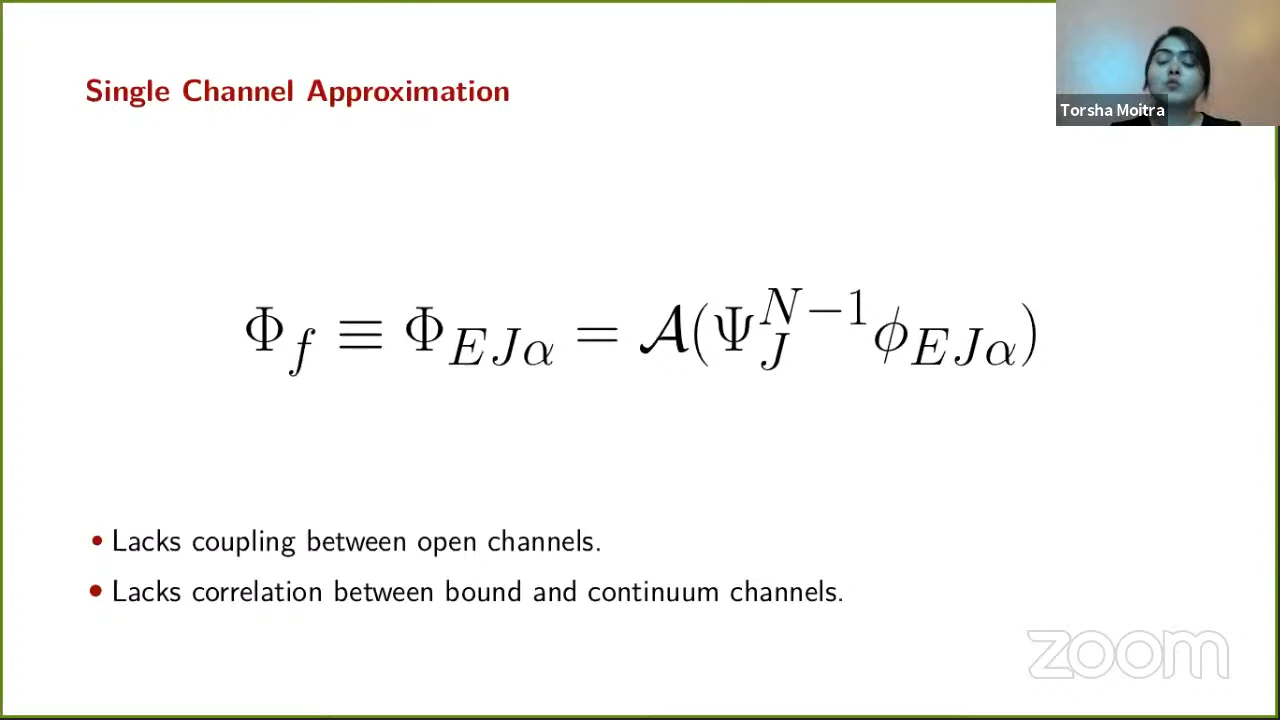 Single Channel Approximation
Torsha Moitra
Φ_f ≡ Φ_{EJα} = 𝒜(Ψ_J^{N−1} ϕ_{EJα})
• Lacks coupling between open channels.
• Lacks correlation between bound and continuum channels.
zoom